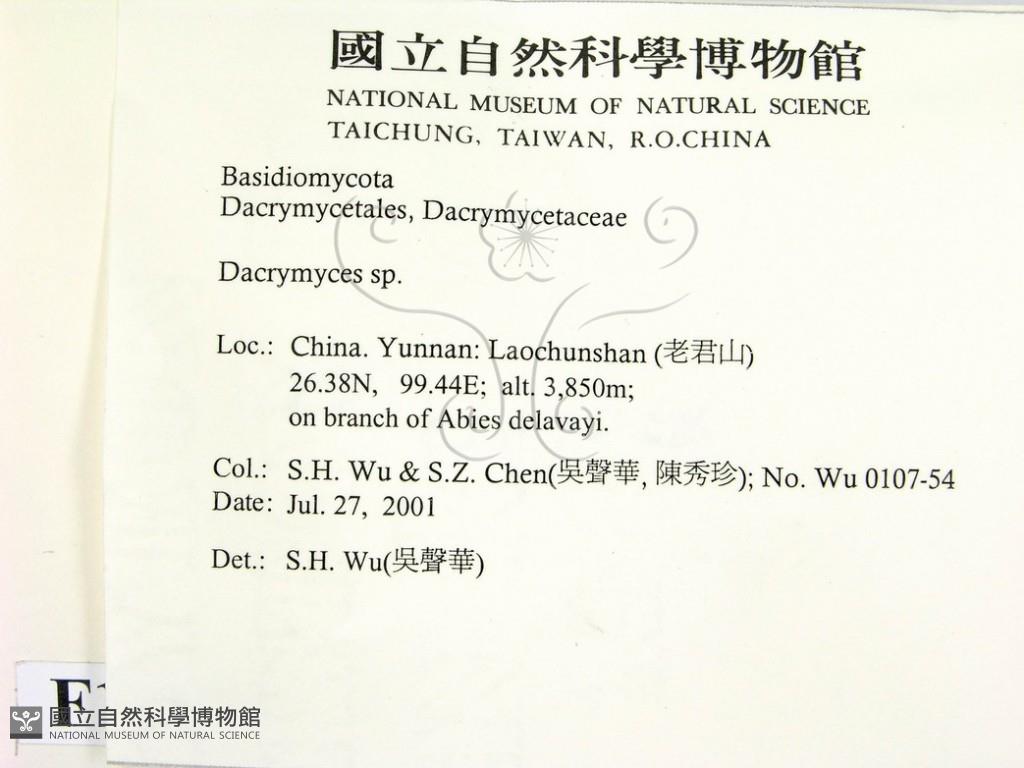 國立自然科學博物館
NATIONAL MUSEUM OF NATURAL SCIENCE
TAICHUNG, TAIWAN, R.O.CHINA
Basidiomycota
Dacrymycetales, Dacrymycetaceae
Dacrymyces sp.
Loc.: China. Yunnan: Laochunshan (老君山)
26.38N, 99.44E; alt. 3,850m;
on branch of Abies delavayi.
Col.: S.H. Wu & S.Z. Chen(吳聲華, 陳秀珍); No. Wu 0107-54
Date: Jul. 27, 2001
Det.: S.H. Wu(吳聲華)
國立自然科學博物館
NATIONAL MUSEUM OF NATURAL SCIENCE